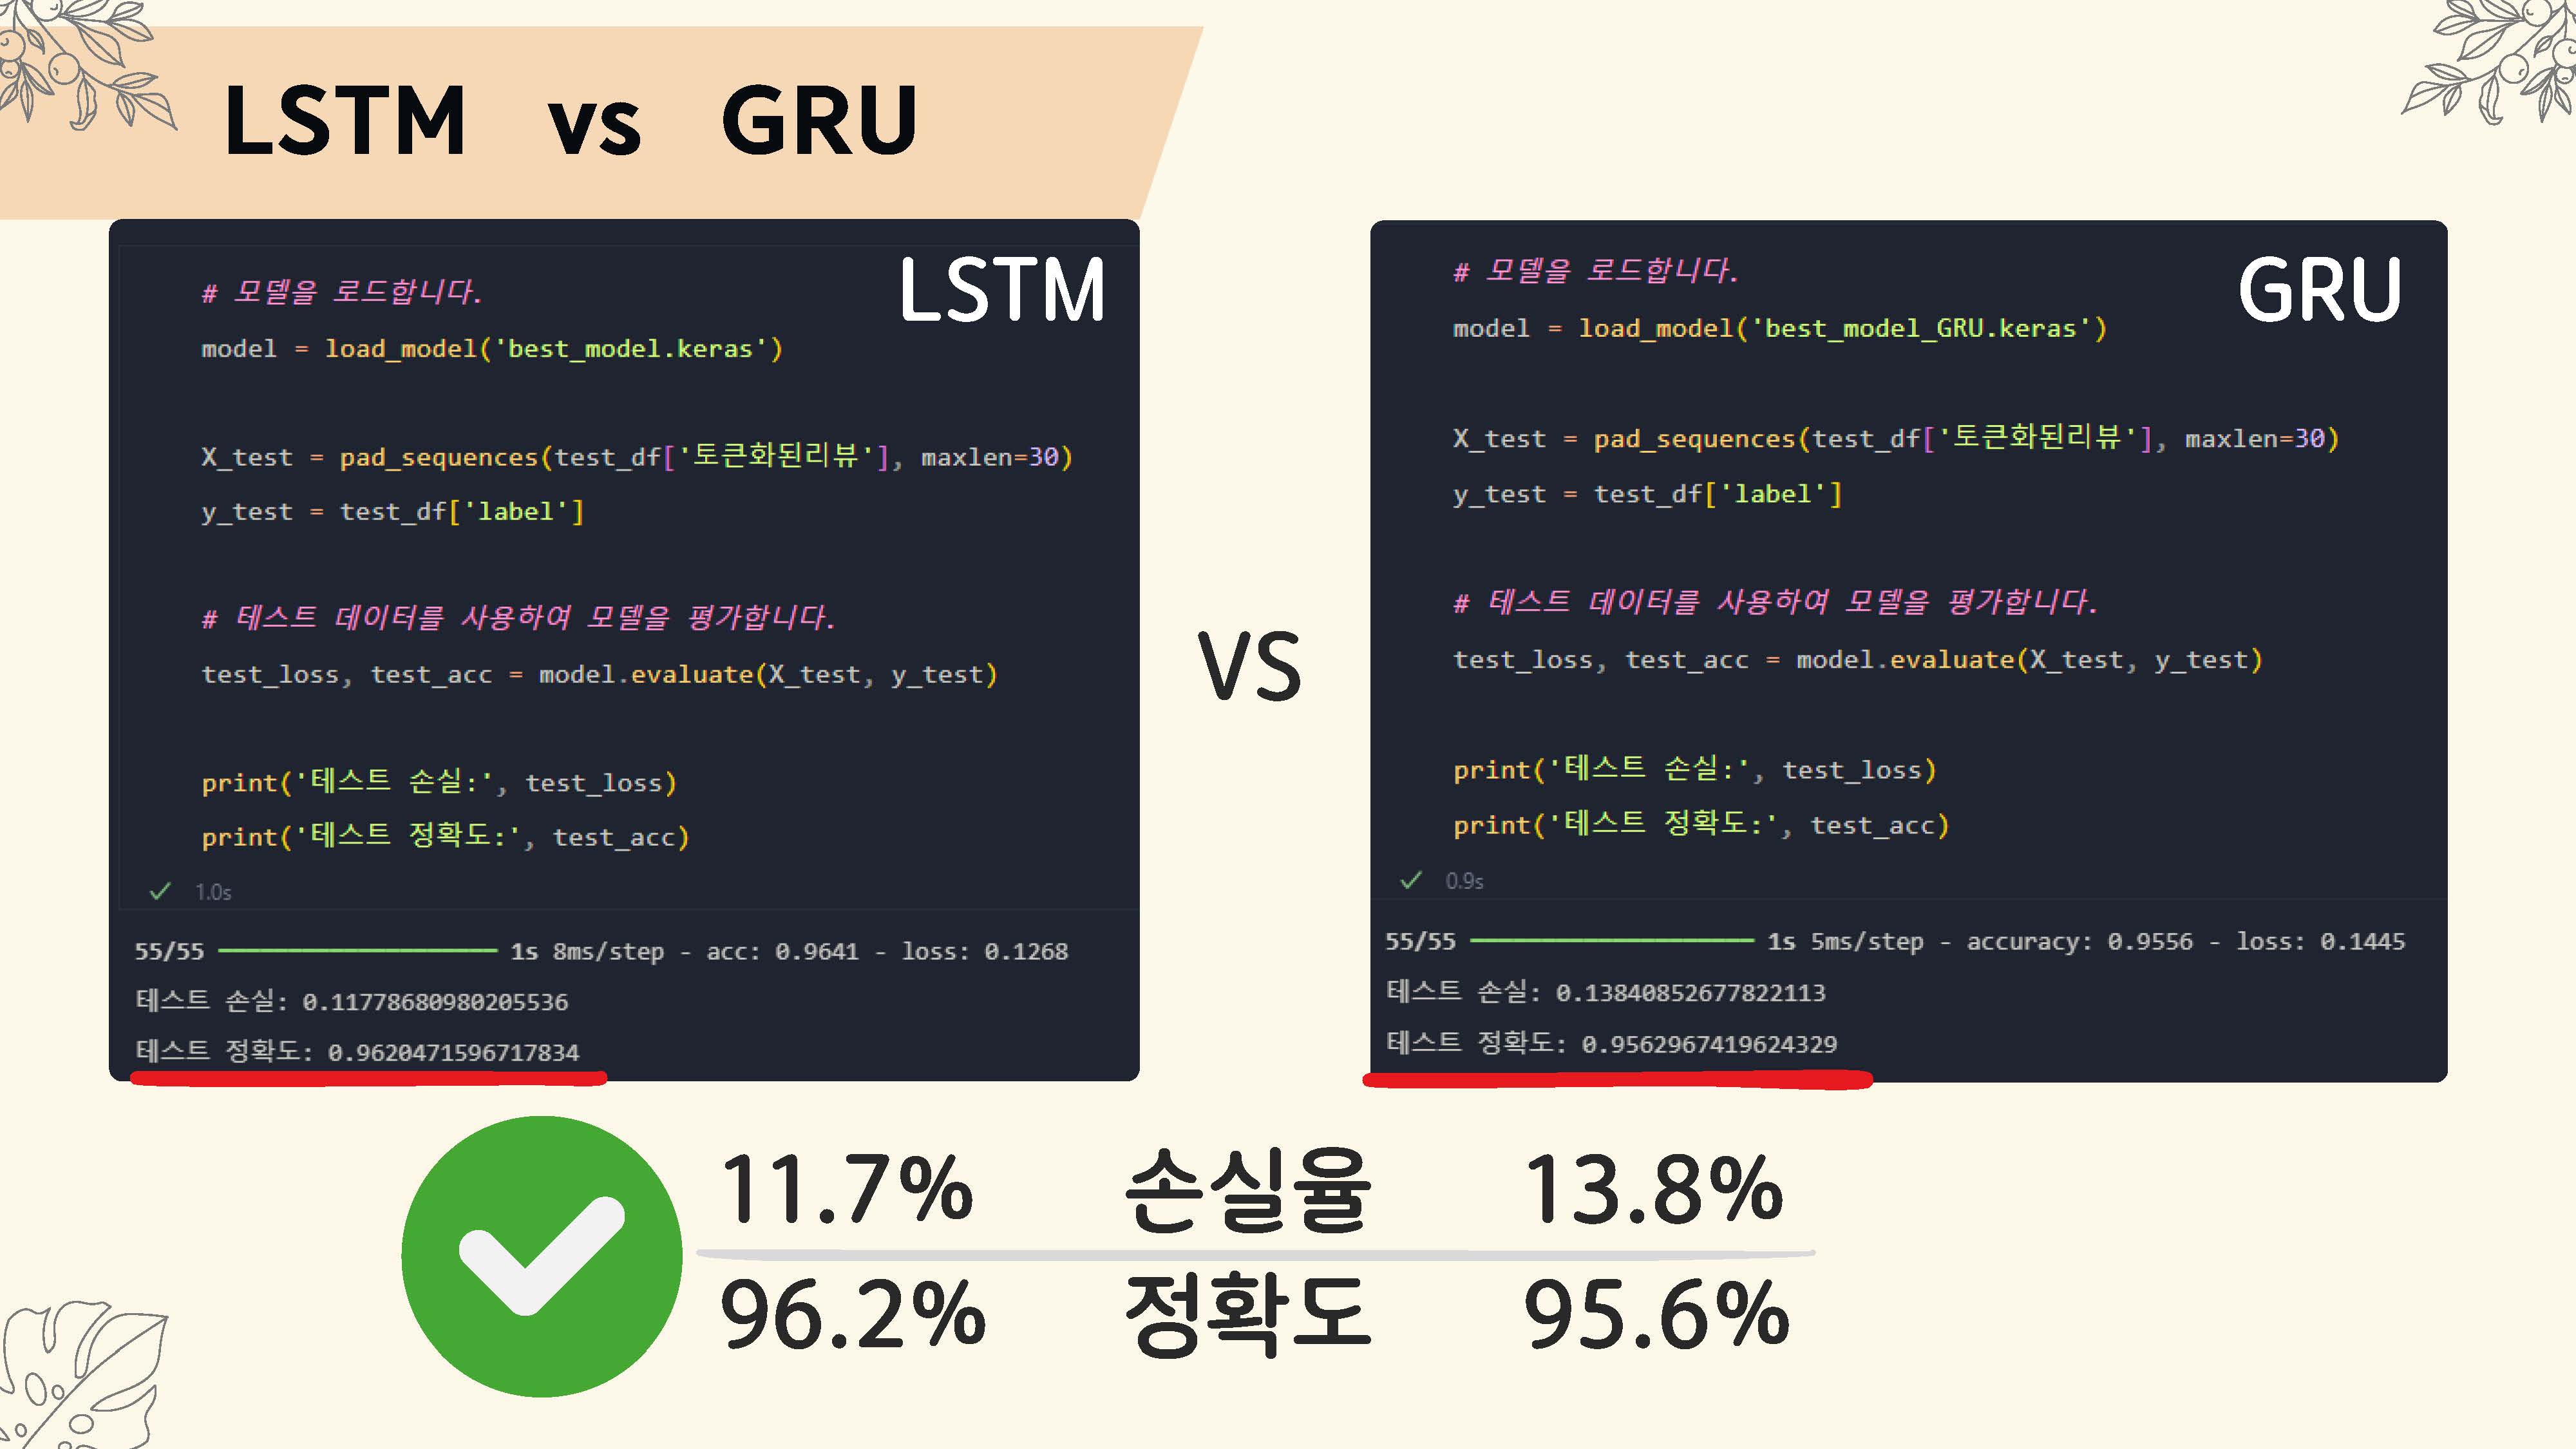 LSTM vs GRU
LSTM
# 모델을 로드합니다.
model = load_model('best_model.keras')
X_test = pad_sequences(test_df['토큰화된리뷰'], maxlen=30)
y_test = test_df['label']
# 테스트 데이터를 사용하여 모델을 평가합니다.
test_loss, test_acc = model.evaluate(X_test, y_test)
print('테스트 손실:', test_loss)
print('테스트 정확도:', test_acc)
1.0s
55/55 1s 8ms/step - acc: 0.9641 - loss: 0.1268
테스트 손실: 0.11778680980205536
테스트 정확도: 0.9620471596717834
VS
GRU
# 모델을 로드합니다.
model = load_model('best_model_GRU.keras')
X_test = pad_sequences(test_df['토큰화된리뷰'], maxlen=30)
y_test = test_df['label']
# 테스트 데이터를 사용하여 모델을 평가합니다.
test_loss, test_acc = model.evaluate(X_test, y_test)
print('테스트 손실:', test_loss)
print('테스트 정확도:', test_acc)
0.9s
55/55 1s 5ms/step - accuracy: 0.9556 - loss: 0.1445
테스트 손실: 0.13840852677822113
테스트 정확도: 0.9562967419624329
11.7% 손실율 13.8%
96.2% 정확도 95.6%